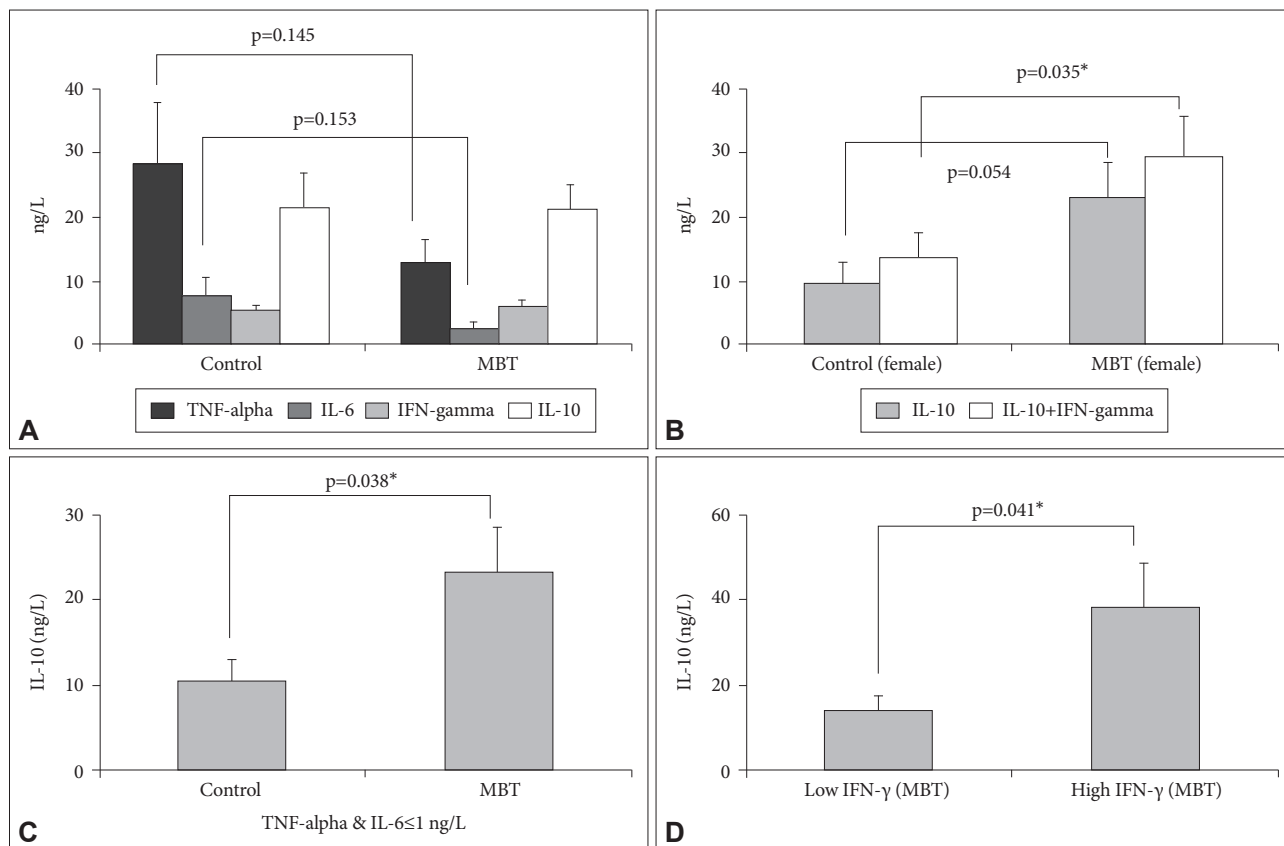 p=0.145
p=0.153
40
30
20
10
0
ng/L
Control MBT
TNF-alpha IL-6 IFN-gamma IL-10
A
p=0.035*
p=0.054
40
30
20
10
0
ng/L
Control (female) MBT (female)
IL-10 IL-10+IFN-gamma
B
p=0.038*
30
20
10
0
IL-10 (ng/L)
Control MBT
TNF-alpha & IL-6≤1 ng/L
C
p=0.041*
60
40
20
0
IL-10 (ng/L)
Low IFN-γ (MBT) High IFN-γ (MBT)
D